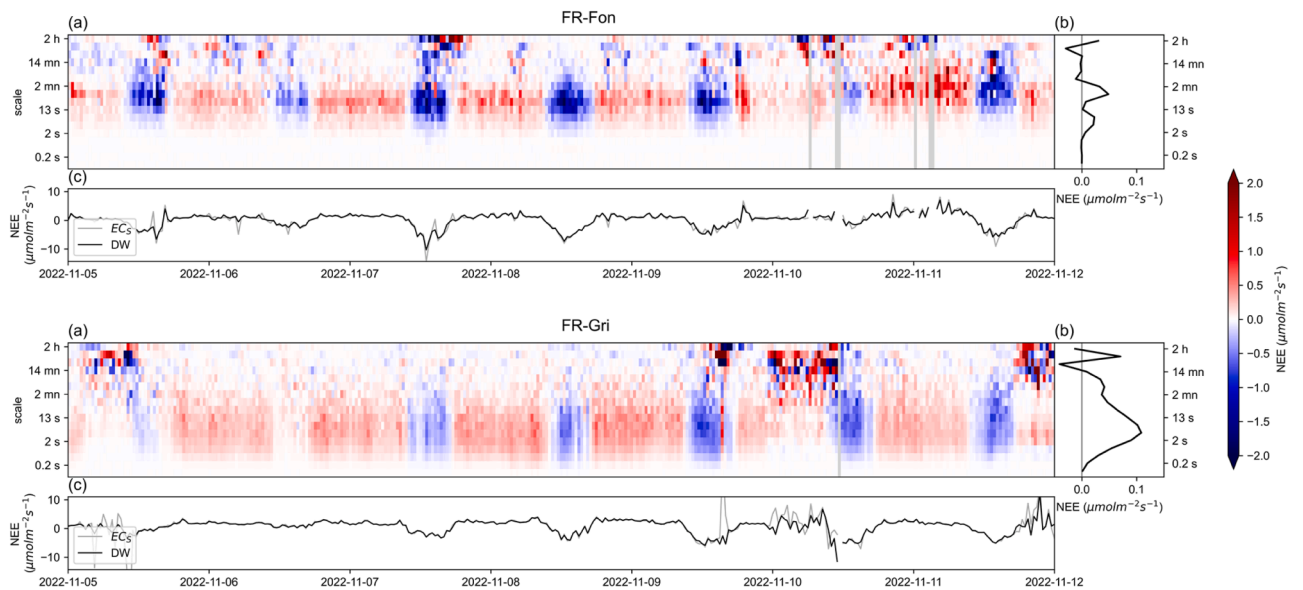 FR-Fon
(a)
(b)
2 h
14 mn
2 mn
13 s
2 s
0.2 s
scale
2 h
14 mn
2 mn
13 s
2 s
0.2 s
0.0
0.1
NEE (μmolm⁻²s⁻¹)
(c)
10
0
−10
NEE
(μmolm⁻²s⁻¹)
EC_S
DW
2022-11-05
2022-11-06
2022-11-07
2022-11-08
2022-11-09
2022-11-10
2022-11-11
2022-11-12
FR-Gri
(a)
(b)
2 h
14 mn
2 mn
13 s
2 s
0.2 s
scale
2 h
14 mn
2 mn
13 s
2 s
0.2 s
0.0
0.1
NEE (μmolm⁻²s⁻¹)
(c)
10
0
−10
NEE
(μmolm⁻²s⁻¹)
EC_S
DW
2022-11-05
2022-11-06
2022-11-07
2022-11-08
2022-11-09
2022-11-10
2022-11-11
2022-11-12
2.0
1.5
1.0
0.5
0.0
−0.5
−1.0
−1.5
−2.0
NEE (μmolm⁻²s⁻¹)